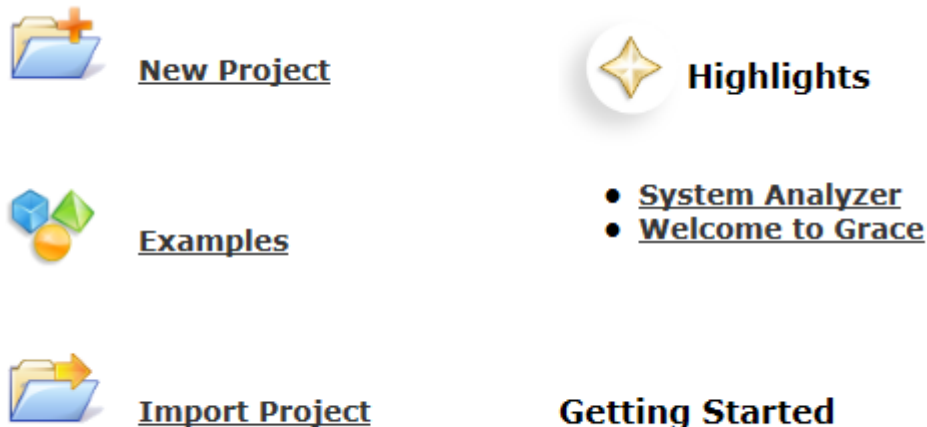 New Project
Highlights
System Analyzer
Examples
Welcome to Grace
Import Project
Getting Started